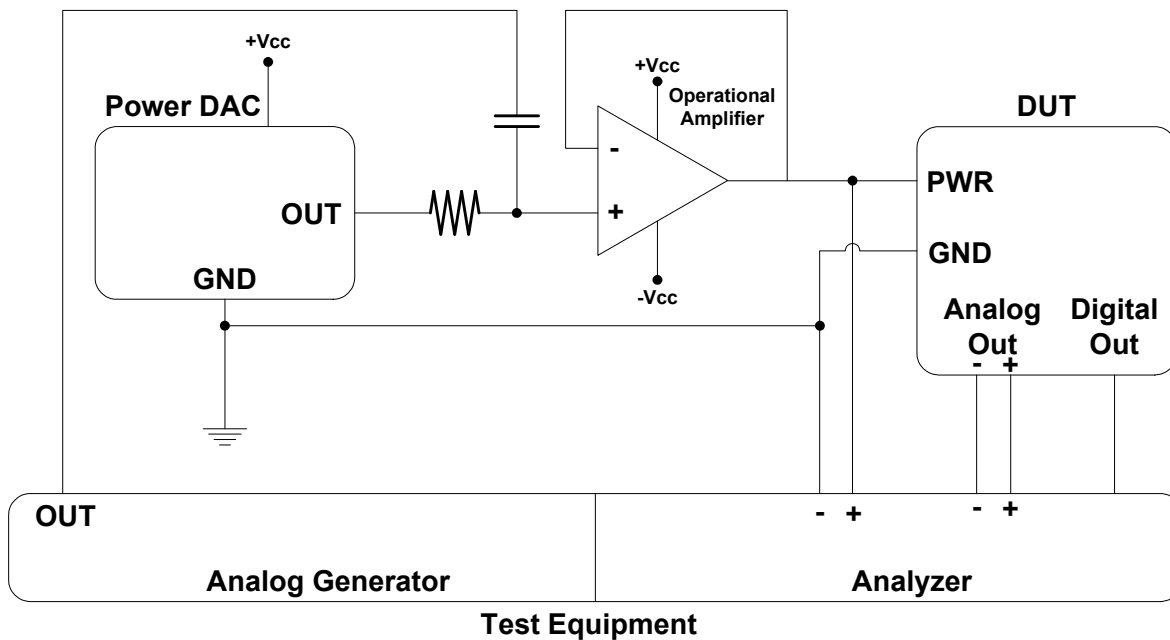 +Vcc
Power DAC
OUT
GND
+Vcc
Operational
Amplifier
-
+
-Vcc
DUT
PWR
GND
Analog
Out
- +
Digital
Out
OUT
- +
- +
Analog Generator
Analyzer
Test Equipment